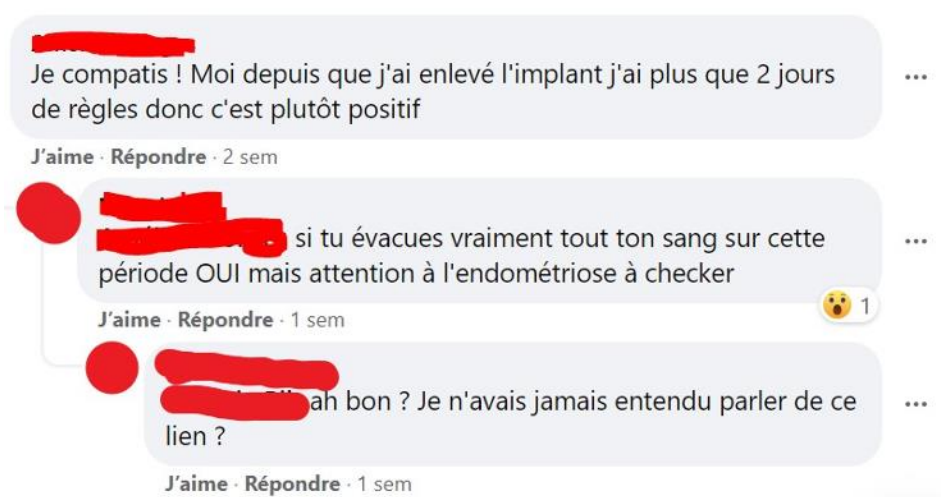 Je compatis ! Moi depuis que j'ai enlevé l'implant j'ai plus que 2 jours
de règles donc c'est plutôt positif
J'aime · Répondre · 2 sem
si tu évacues vraiment tout ton sang sur cette
période OUI mais attention à l'endométriose à checker
1
J'aime · Répondre · 1 sem
ah bon ? Je n'avais jamais entendu parler de ce
lien ?
J'aime · Répondre · 1 sem